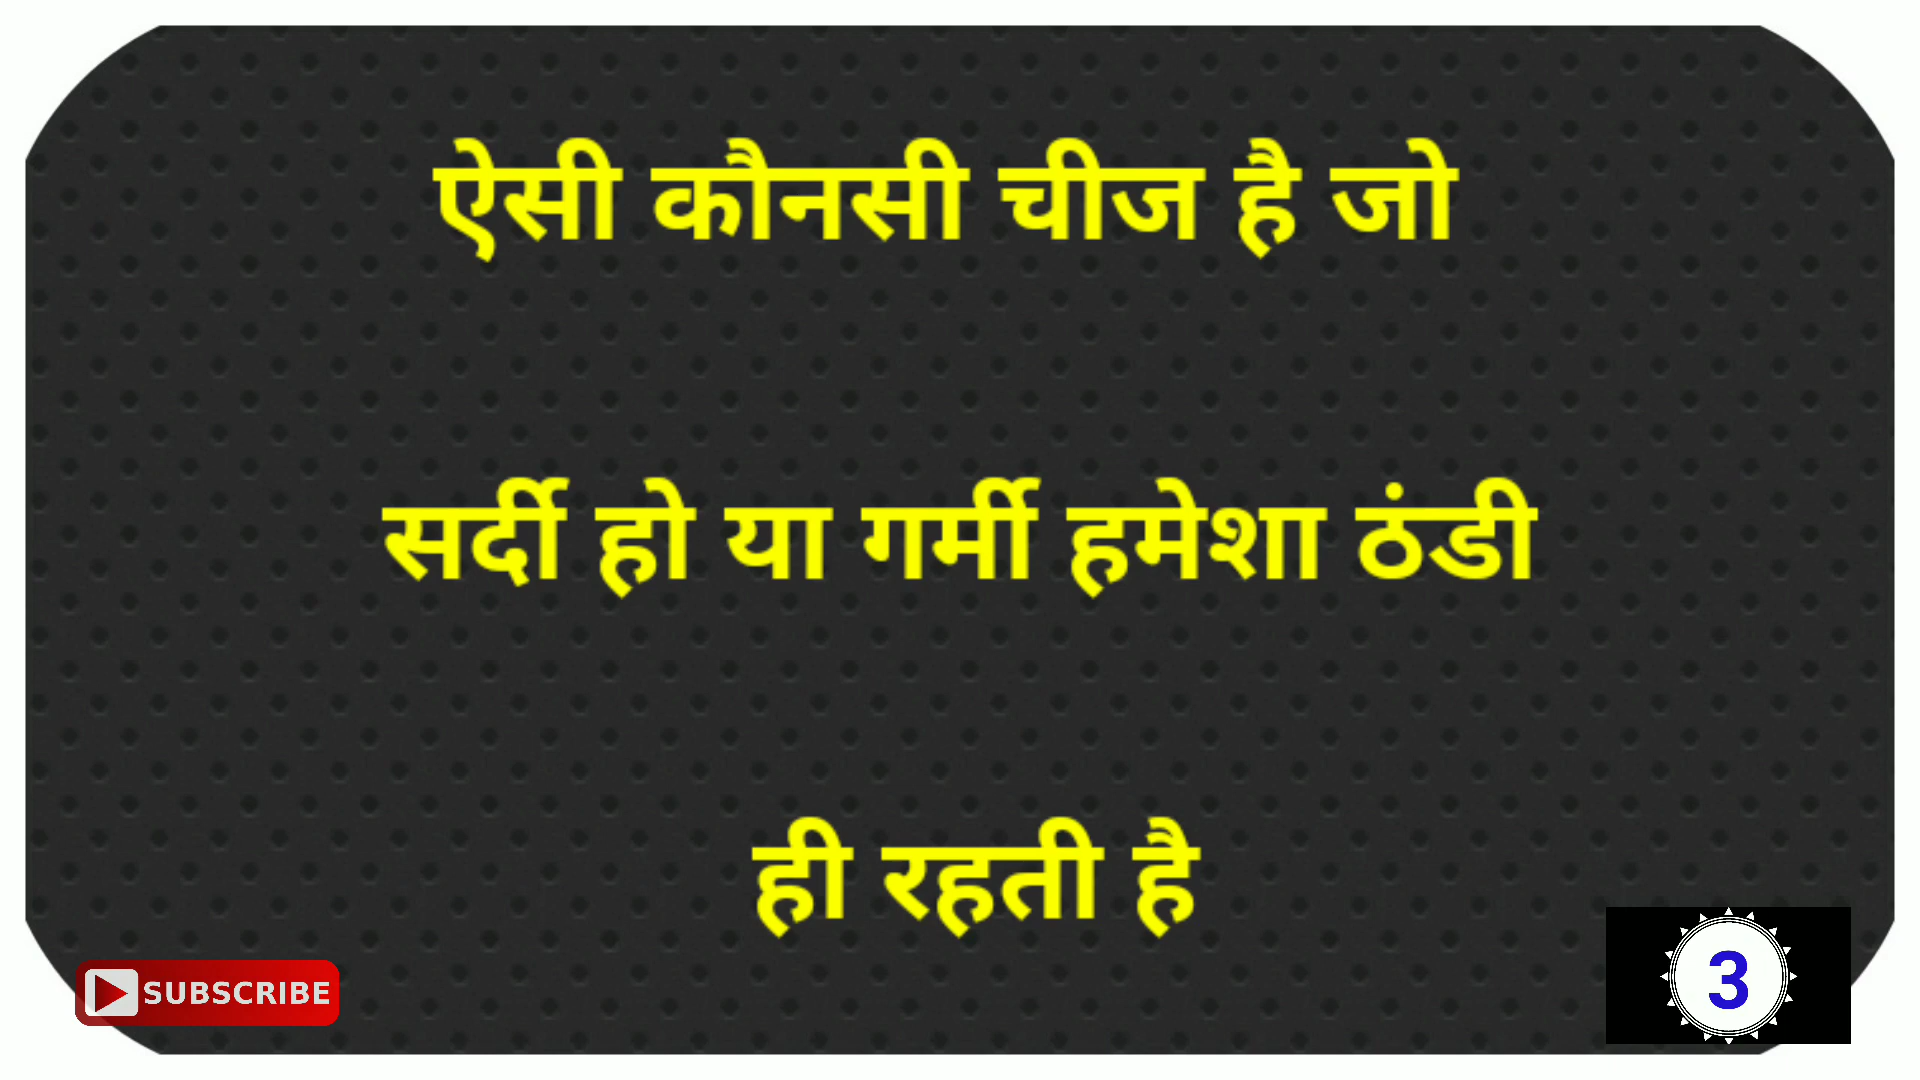 ऐसी कौनसी चीज है जो
सर्दी हो या गर्मी हमेशा ठंडी
ही रहती है
SUBSCRIBE
3